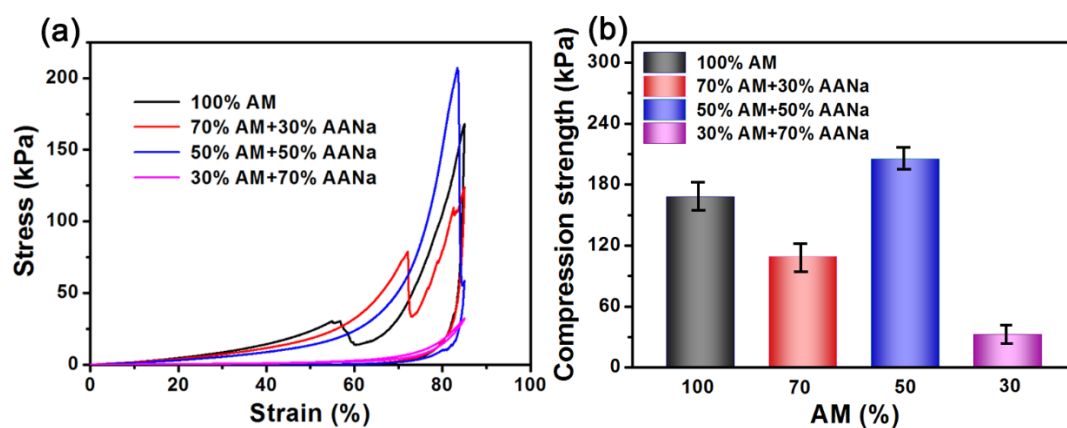 (a)
Stress (kPa)
200
150
100
50
0
100% AM
70% AM+30% AANa
50% AM+50% AANa
30% AM+70% AANa
0 20 40 60 80 100
Strain (%)
(b)
Compression strength (kPa)
300
240
180
120
60
0
100% AM
70% AM+30% AANa
50% AM+50% AANa
30% AM+70% AANa
100 70 50 30
AM (%)